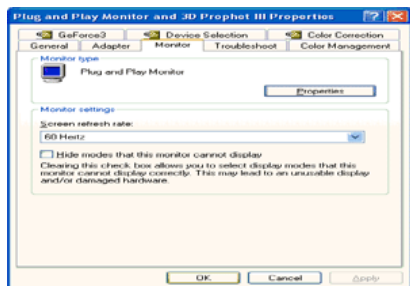 Plug and Play Monitor and 3D Prophet III Properties
GeForce3 Device Selection Color Correction
General Adapter Monitor Troubleshoot Color Management
Monitor type
Plug and Play Monitor
Properties
Monitor settings
Screen refresh rate:
60 Hertz
Hide modes that this monitor cannot display
Clearing this check box allows you to select display modes that this
monitor cannot display correctly. This may lead to an unusable display
and/or damaged hardware.
OK Cancel Apply